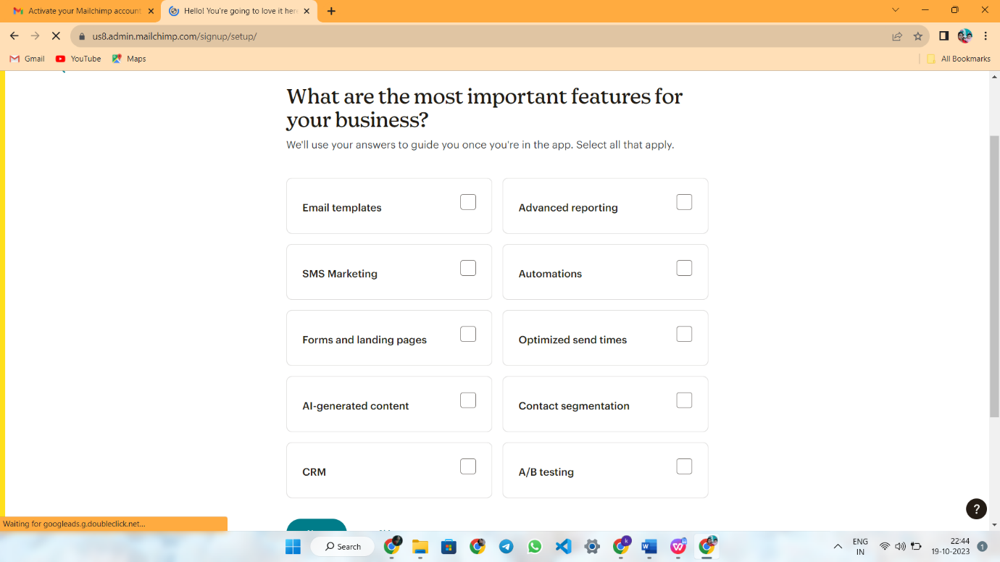 Activate your Mailchimp account
Hello! You're going to love it here
us8.admin.mailchimp.com/signup/setup/
Gmail
YouTube
Maps
All Bookmarks
What are the most important features for
your business?
We'll use your answers to guide you once you're in the app. Select all that apply.
Email templates
Advanced reporting
SMS Marketing
Automations
Forms and landing pages
Optimized send times
AI-generated content
Contact segmentation
CRM
A/B testing
?
Waiting for googleads.g.doubleclick.net...
Search
k
W
ENG
IN
22:44
19-10-2023
1